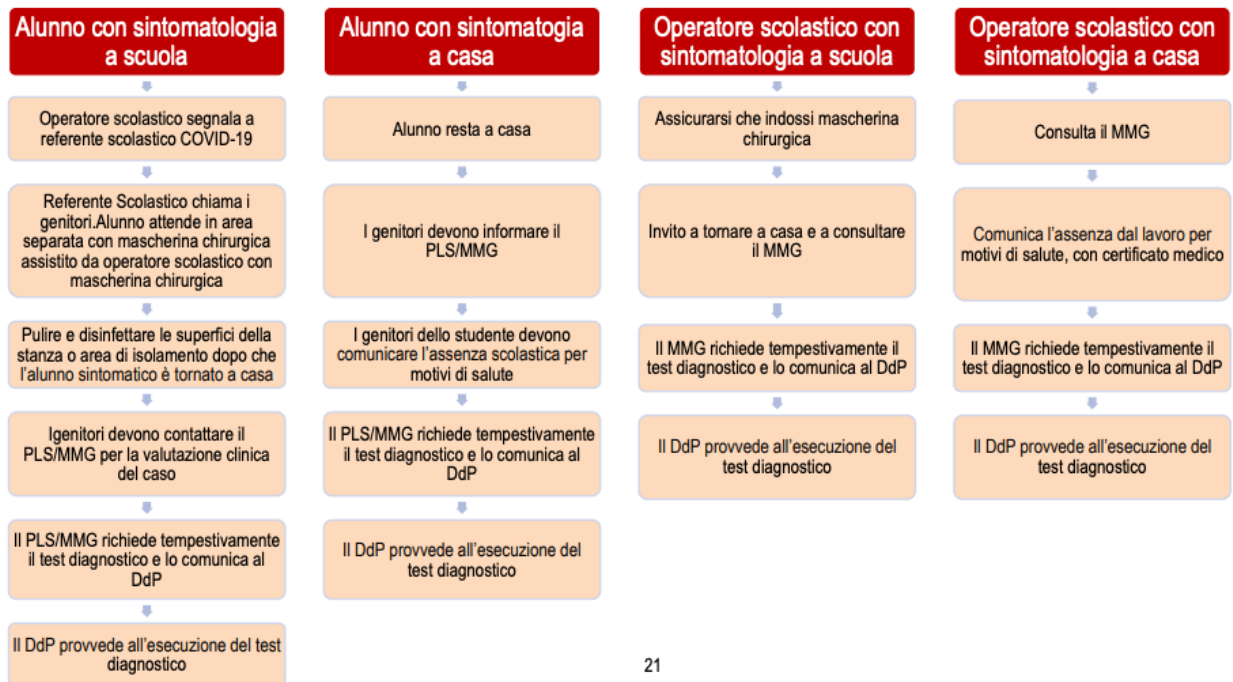 Alunno con sintomatologia
a scuola
Operatore scolastico segnala a
referente scolastico COVID-19
Referente Scolastico chiama i
genitori.Alunno attende in area
separata con mascherina chirurgica
assistito da operatore scolastico con
mascherina chirurgica
Pulire e disinfettare le superfici della
stanza o area di isolamento dopo che
l'alunno sintomatico è tornato a casa
Igenitori devono contattare il
PLS/MMG per la valutazione clinica
del caso
Il PLS/MMG richiede tempestivamente
il test diagnostico e lo comunica al
DdP
Il DdP provvede all'esecuzione del test
diagnostico
Alunno con sintomatogia
a casa
Alunno resta a casa
I genitori devono informare il
PLS/MMG
I genitori dello studente devono
comunicare l'assenza scolastica per
motivi di salute
Il PLS/MMG richiede tempestivamente
il test diagnostico e lo comunica al
DdP
Il DdP provvede all'esecuzione del
test diagnostico
Operatore scolastico con
sintomatologia a scuola
Assicurarsi che indossi mascherina
chirurgica
Invito a tornare a casa e a consultare
il MMG
Il MMG richiede tempestivamente il
test diagnostico e lo comunica al DdP
Il DdP provvede all'esecuzione del
test diagnostico
Operatore scolastico con
sintomatologia a casa
Consulta il MMG
Comunica l'assenza dal lavoro per
motivi di salute, con certificato medico
Il MMG richiede tempestivamente il
test diagnostico e lo comunica al DdP
Il DdP provvede all'esecuzione del
test diagnostico
21